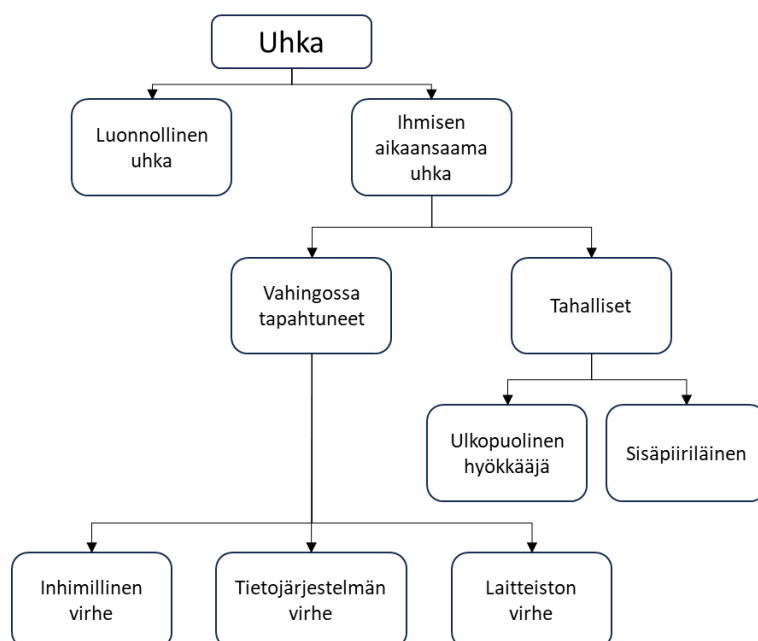 Uhka
Luonnollinen
uhka
Ihmisen
aikaansaama
uhka
Vahingossa
tapahtuneet
Tahalliset
Ulkopuolinen
hyökkääjä
Sisäpiiriläinen
Inhimillinen
virhe
Tietojärjestelmän
virhe
Laitteiston
virhe